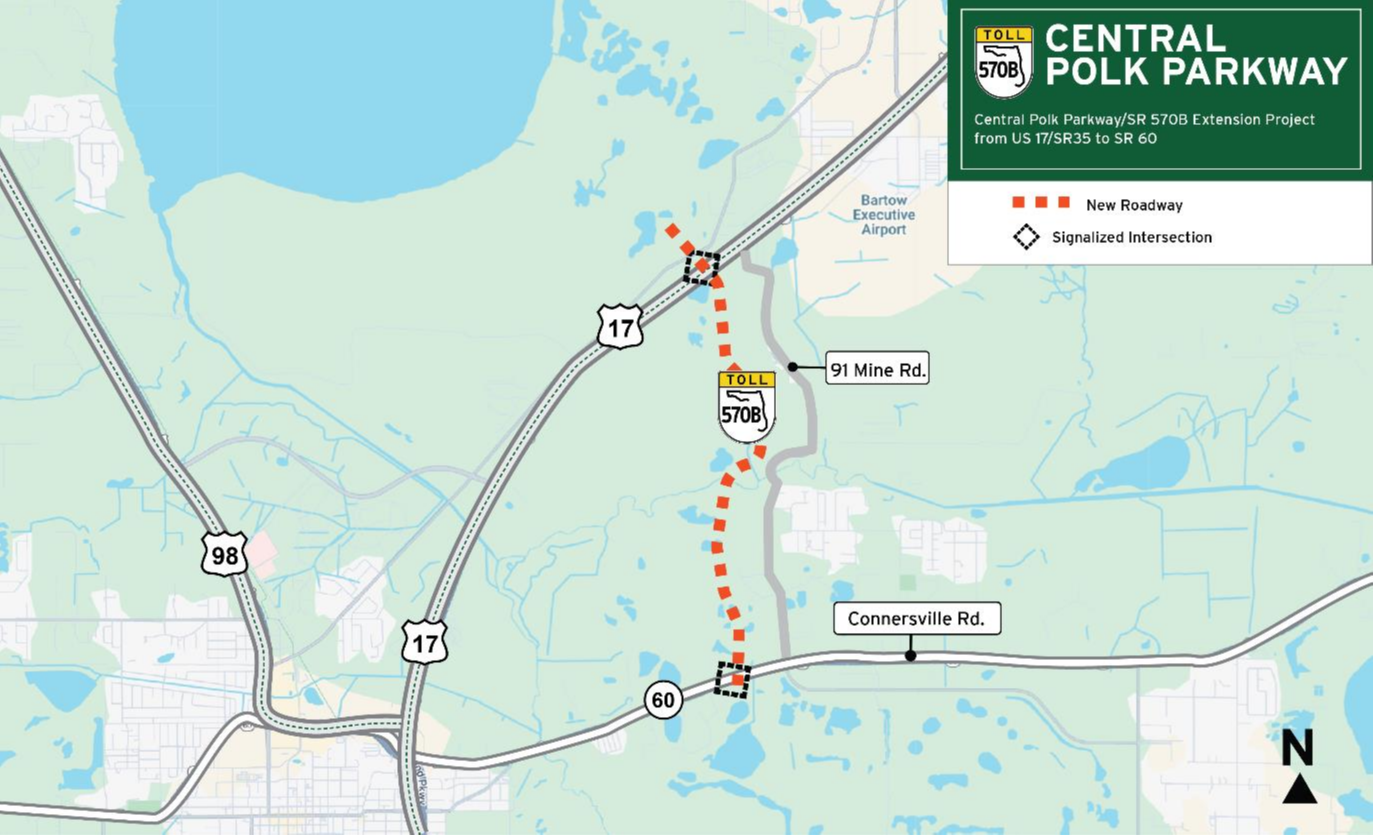 TOLL
570B
CENTRAL
POLK PARKWAY
Central Polk Parkway/SR 570B Extension Project
from US 17/SR35 to SR 60
New Roadway
Signalized Intersection
Bartow
Executive
Airport
17
91 Mine Rd.
TOLL
570B
98
17
Connersville Rd.
60
N